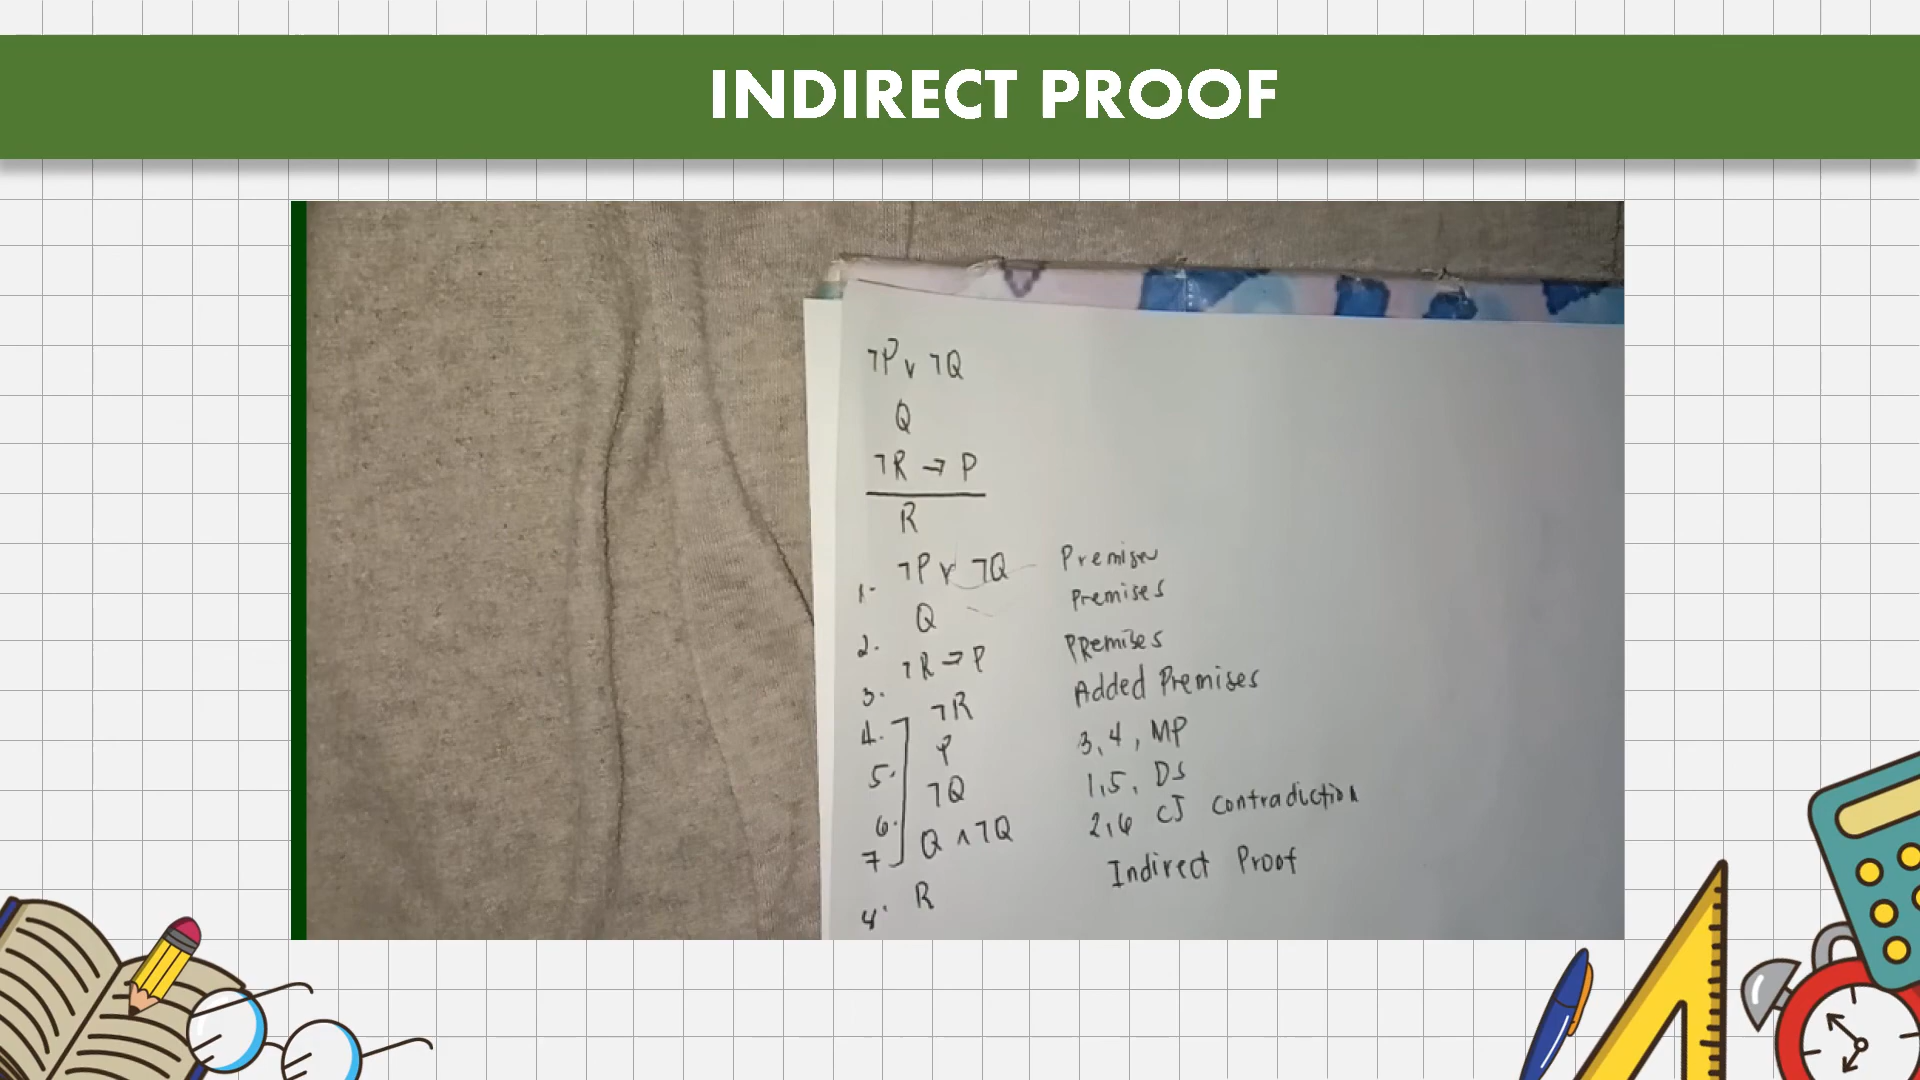 INDIRECT PROOF
¬P ∨ ¬Q
Q
¬R → P
R
1. ¬P ∨ ¬Q Premises
2. Q Premises
3. ¬R → P PRemises
4. ¬R Added Premises
5. P 3, 4, MP
6. ¬Q 1,5, DS
7 Q ∧ ¬Q 2,6 CJ Contradiction
R Indirect Proof